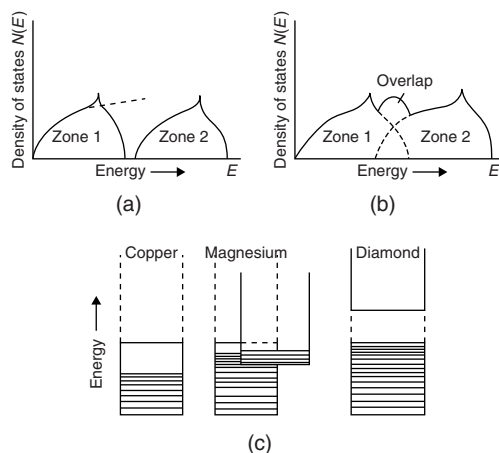 Density of states N(E)
Zone 1
Zone 2
Energy
E
(a)
Density of states N(E)
Overlap
Zone 1
Zone 2
Energy
E
(b)
Energy
Copper
Magnesium
Diamond
(c)